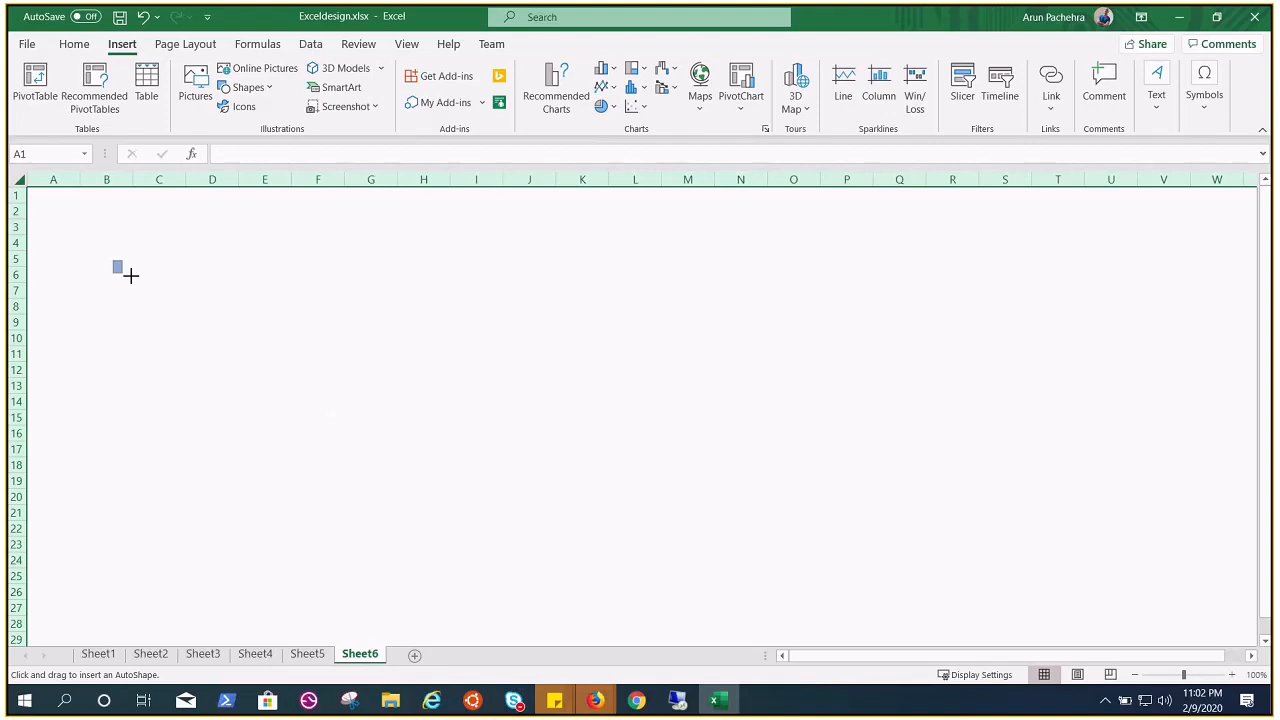 AutoSave Off
Exceldesign.xlsx - Excel
Search
Arun Pachehra
File Home Insert Page Layout Formulas Data Review View Help Team
Share Comments
PivotTable
Recommended PivotTables
Table
Tables
Pictures
Online Pictures
Shapes
Icons
3D Models
SmartArt
Screenshot
Illustrations
Get Add-ins
My Add-ins
Add-ins
Recommended Charts
Maps
PivotChart
Charts
3D Map
Tours
Line
Column
Win/Loss
Sparklines
Slicer
Timeline
Filters
Link
Links
Comment
Comments
Text
Symbols
A1
fx
A B C D E F G H I J K L M N O P Q R S T U V W
1
2
3
4
5
6
7
8
9
10
11
12
13
14
15
16
17
18
19
20
21
22
23
24
25
26
27
28
29
Sheet1 Sheet2 Sheet3 Sheet4 Sheet5 Sheet6
Click and drag to insert an AutoShape.
Display Settings
100%
11:02 PM
2/9/2020